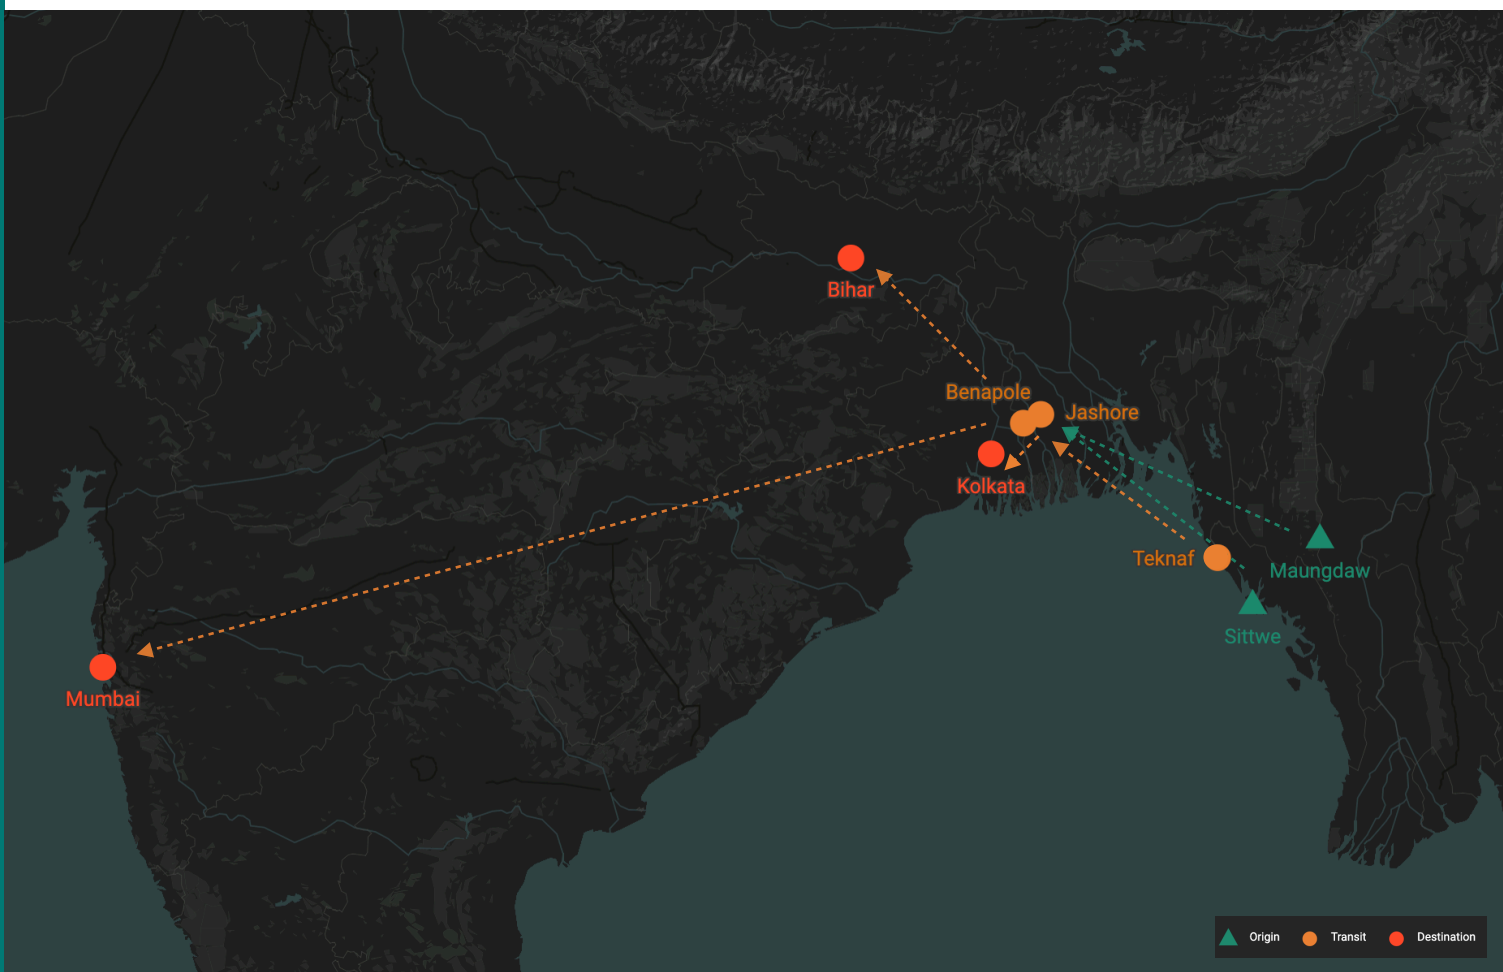 Bihar
Benapole
Jashore
Kolkata
Teknaf
Maungdaw
Sittwe
Mumbai
Origin Transit Destination